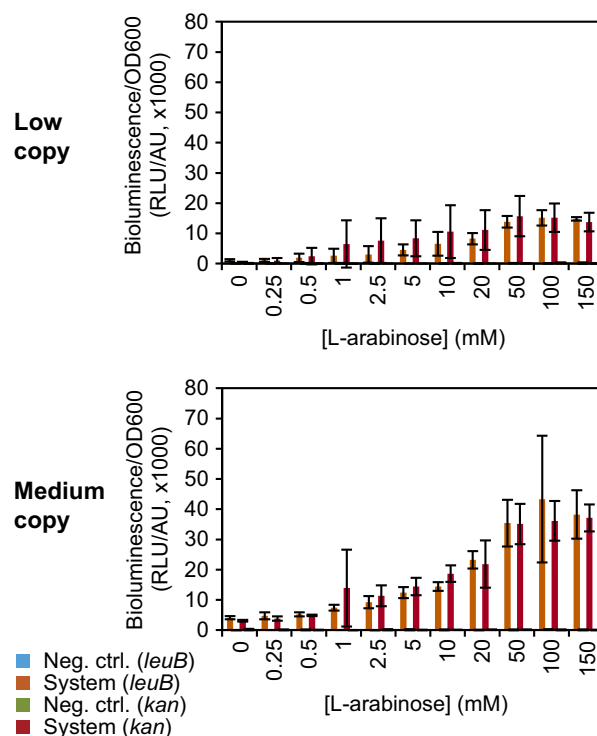 Low
copy
Bioluminescence/OD600
(RLU/AU, x1000)
80
70
60
50
40
30
20
10
0
0
0.25
0.5
1
2.5
5
10
20
50
100
150
[L-arabinose] (mM)
Medium
copy
Bioluminescence/OD600
(RLU/AU, x1000)
80
70
60
50
40
30
20
10
0
0
0.25
0.5
1
2.5
5
10
20
50
100
150
[L-arabinose] (mM)
Neg. ctrl. (leuB)
System (leuB)
Neg. ctrl. (kan)
System (kan)